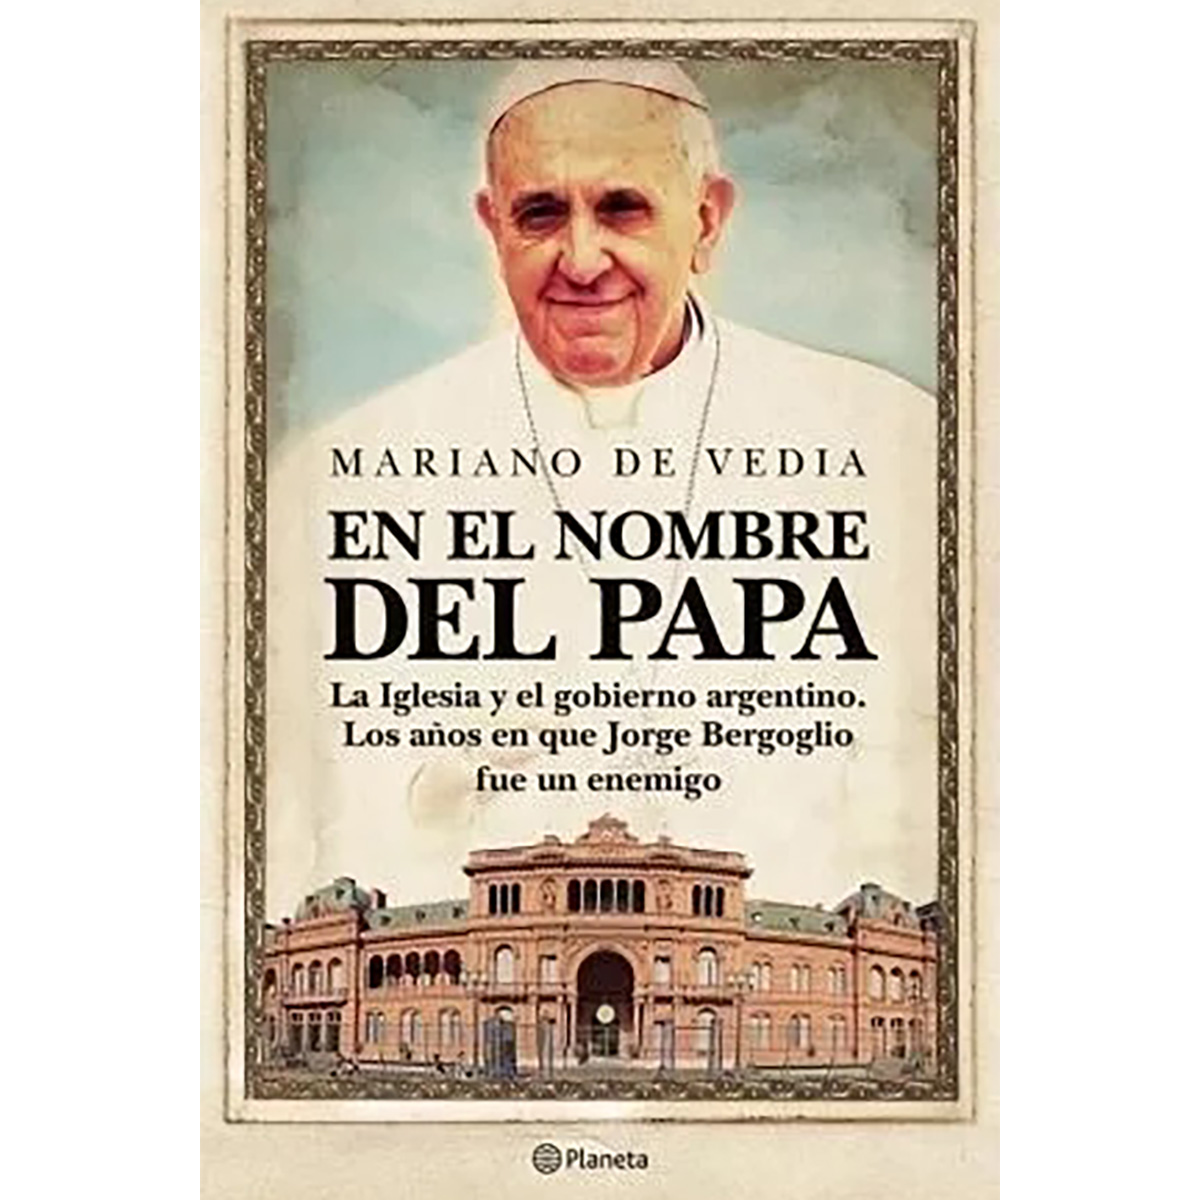 MARIANO DE VEDIA
EN EL NOMBRE
DEL PAPA
La Iglesia y el gobierno argentino.
Los años en que Jorge Bergoglio
fue un enemigo
Planeta